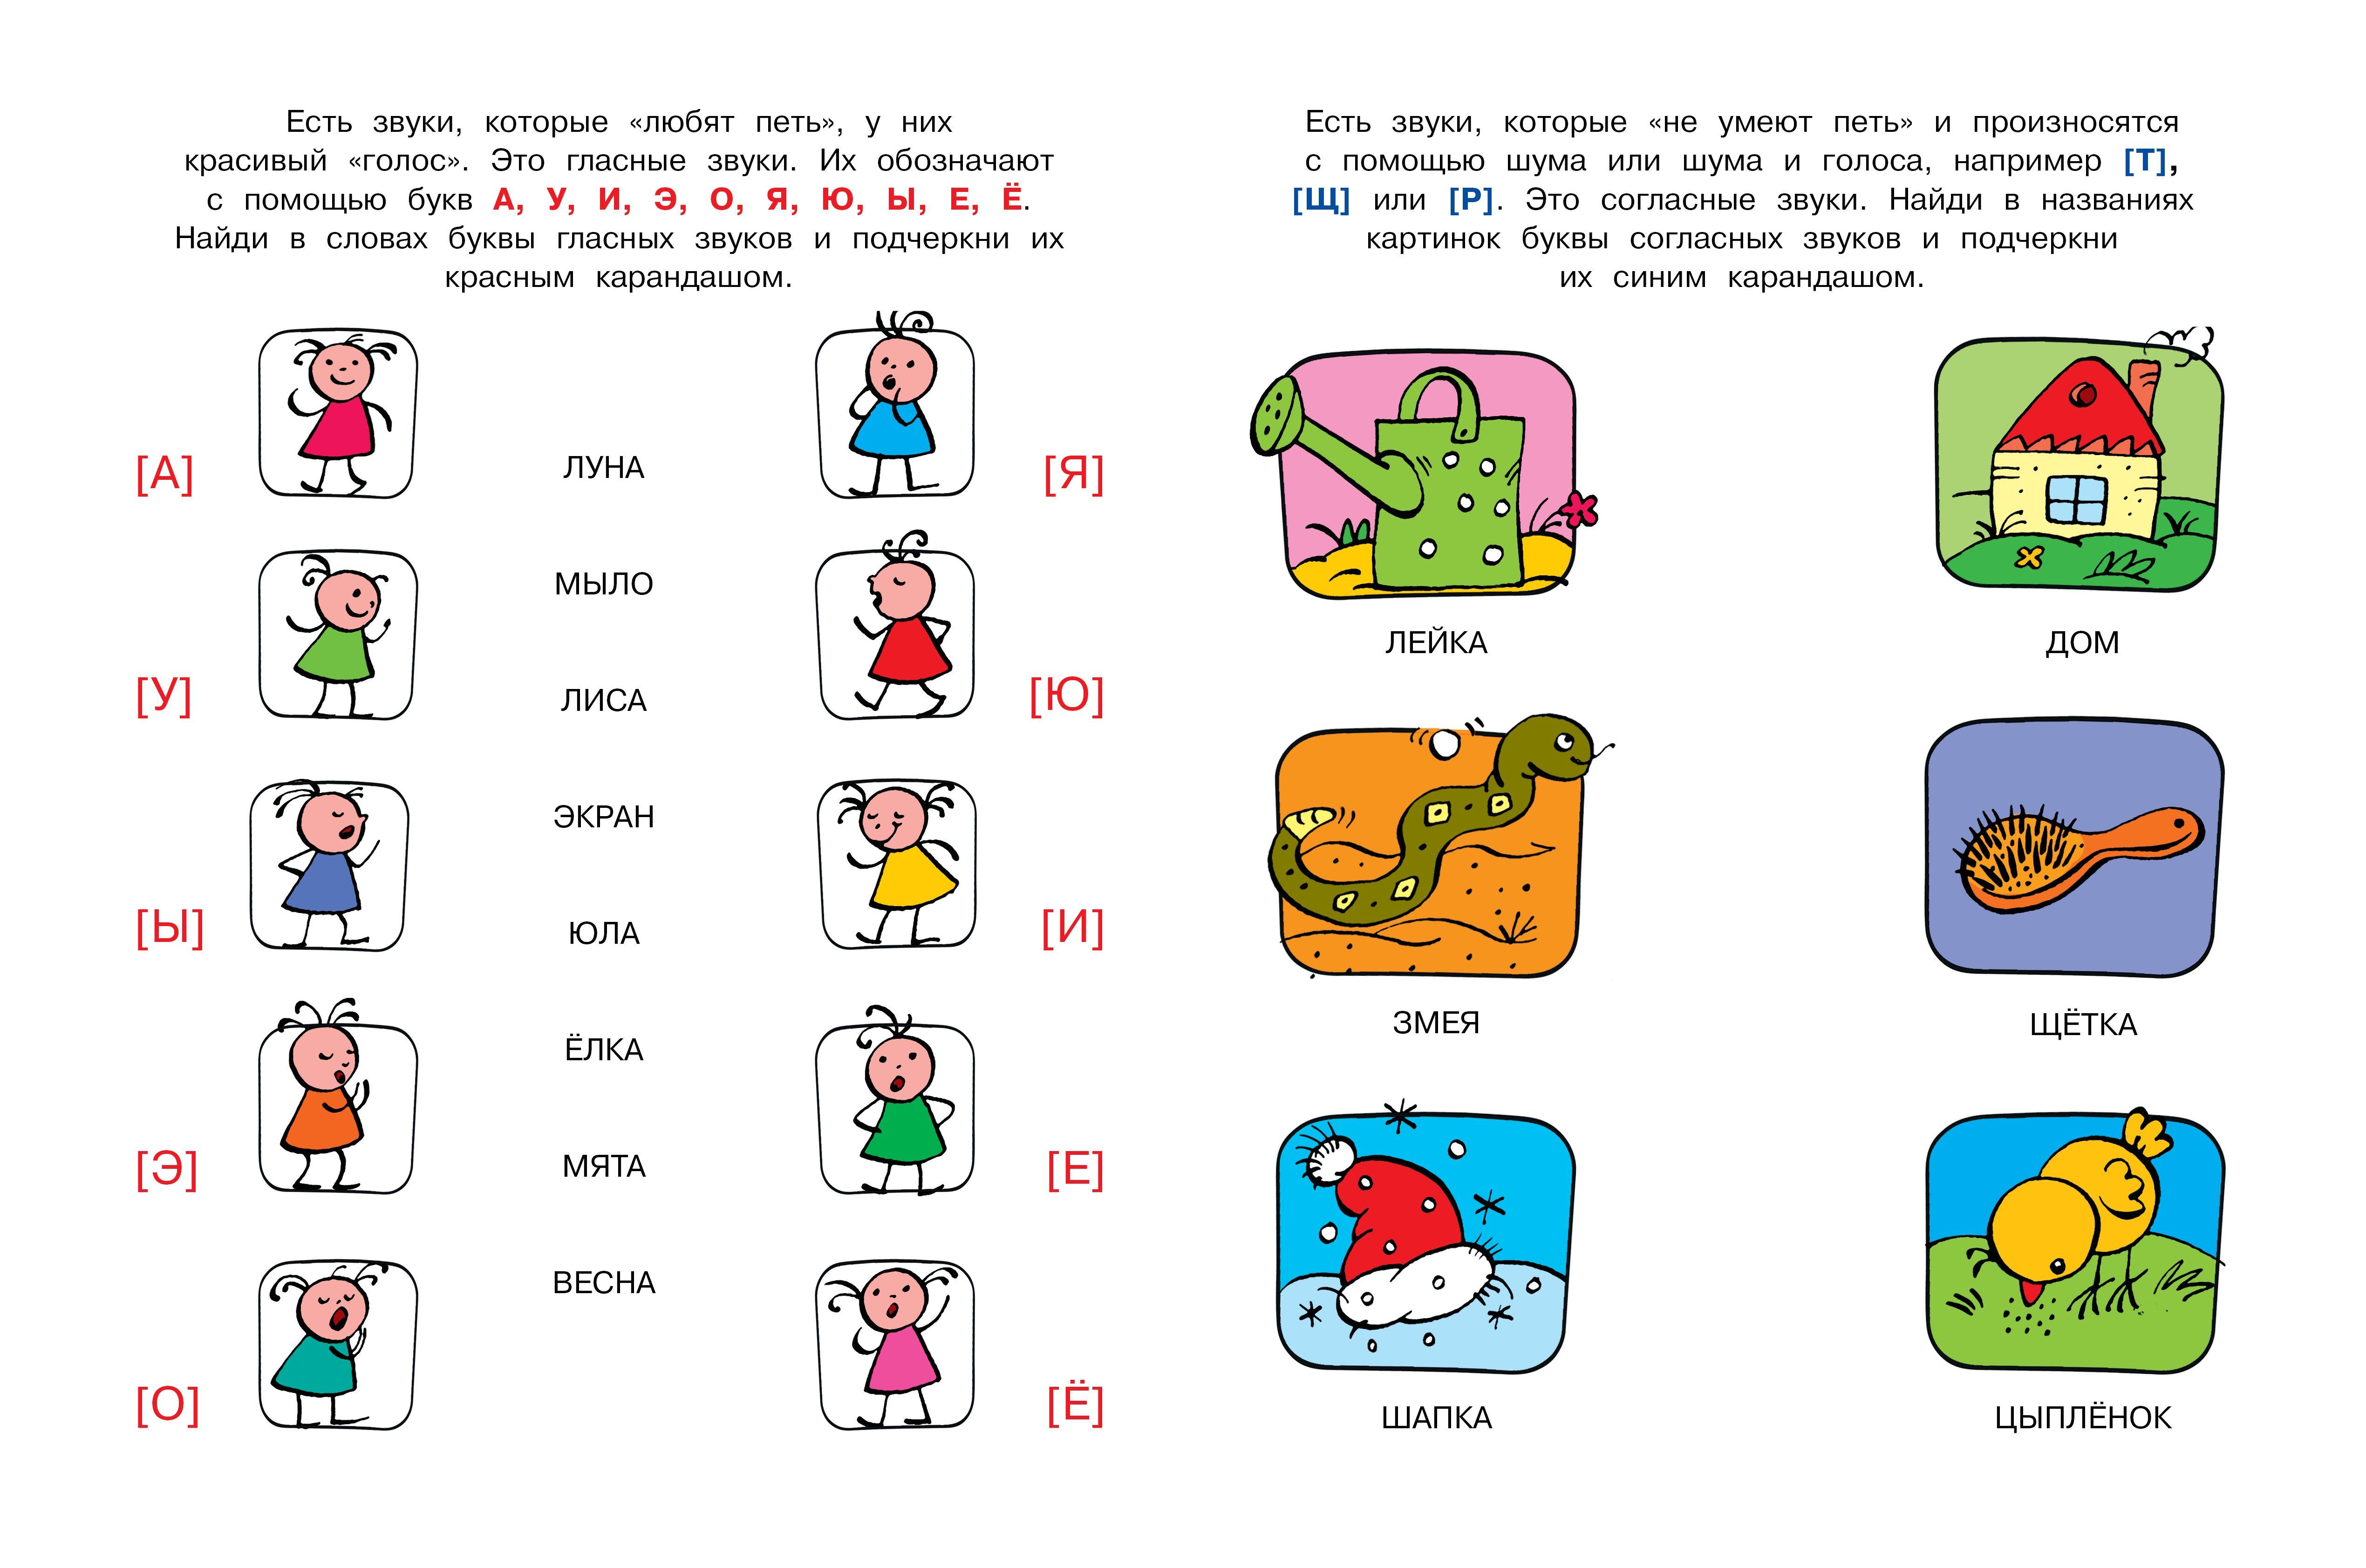 Есть звуки, которые «любят петь», у них
красивый «голос». Это гласные звуки. Их обозначают
с помощью букв А, У, И, Э, О, Я, Ю, Ы, Е, Ё.
Найди в словах буквы гласных звуков и подчеркни их
красным карандашом.
[А]
ЛУНА
[Я]
МЫЛО
[У]
ЛИСА
[Ю]
ЭКРАН
[Ы]
ЮЛА
[И]
ЁЛКА
[Э]
МЯТА
[Е]
ВЕСНА
[О]
[Ё]
Есть звуки, которые «не умеют петь» и произносятся
с помощью шума или шума и голоса, например [Т],
[Щ] или [Р]. Это согласные звуки. Найди в названиях
картинок буквы согласных звуков и подчеркни
их синим карандашом.
ЛЕЙКА
ДОМ
ЗМЕЯ
ЩЁТКА
ШАПКА
ЦЫПЛЁНОК